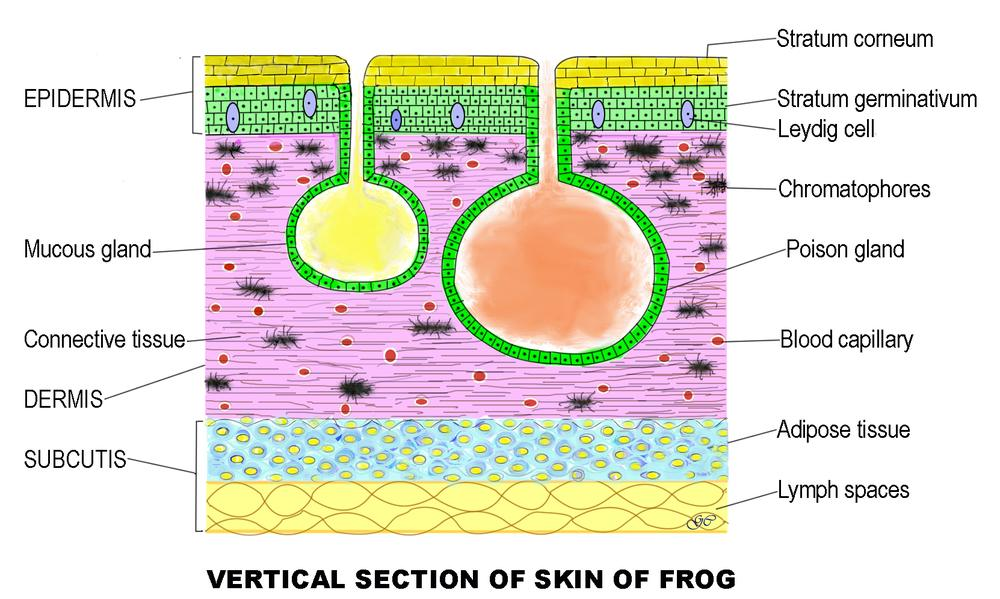 Stratum corneum
EPIDERMIS
Stratum germinativum
Leydig cell
Chromatophores
Mucous gland
Poison gland
Connective tissue
Blood capillary
DERMIS
Adipose tissue
SUBCUTIS
Lymph spaces
GC
VERTICAL SECTION OF SKIN OF FROG